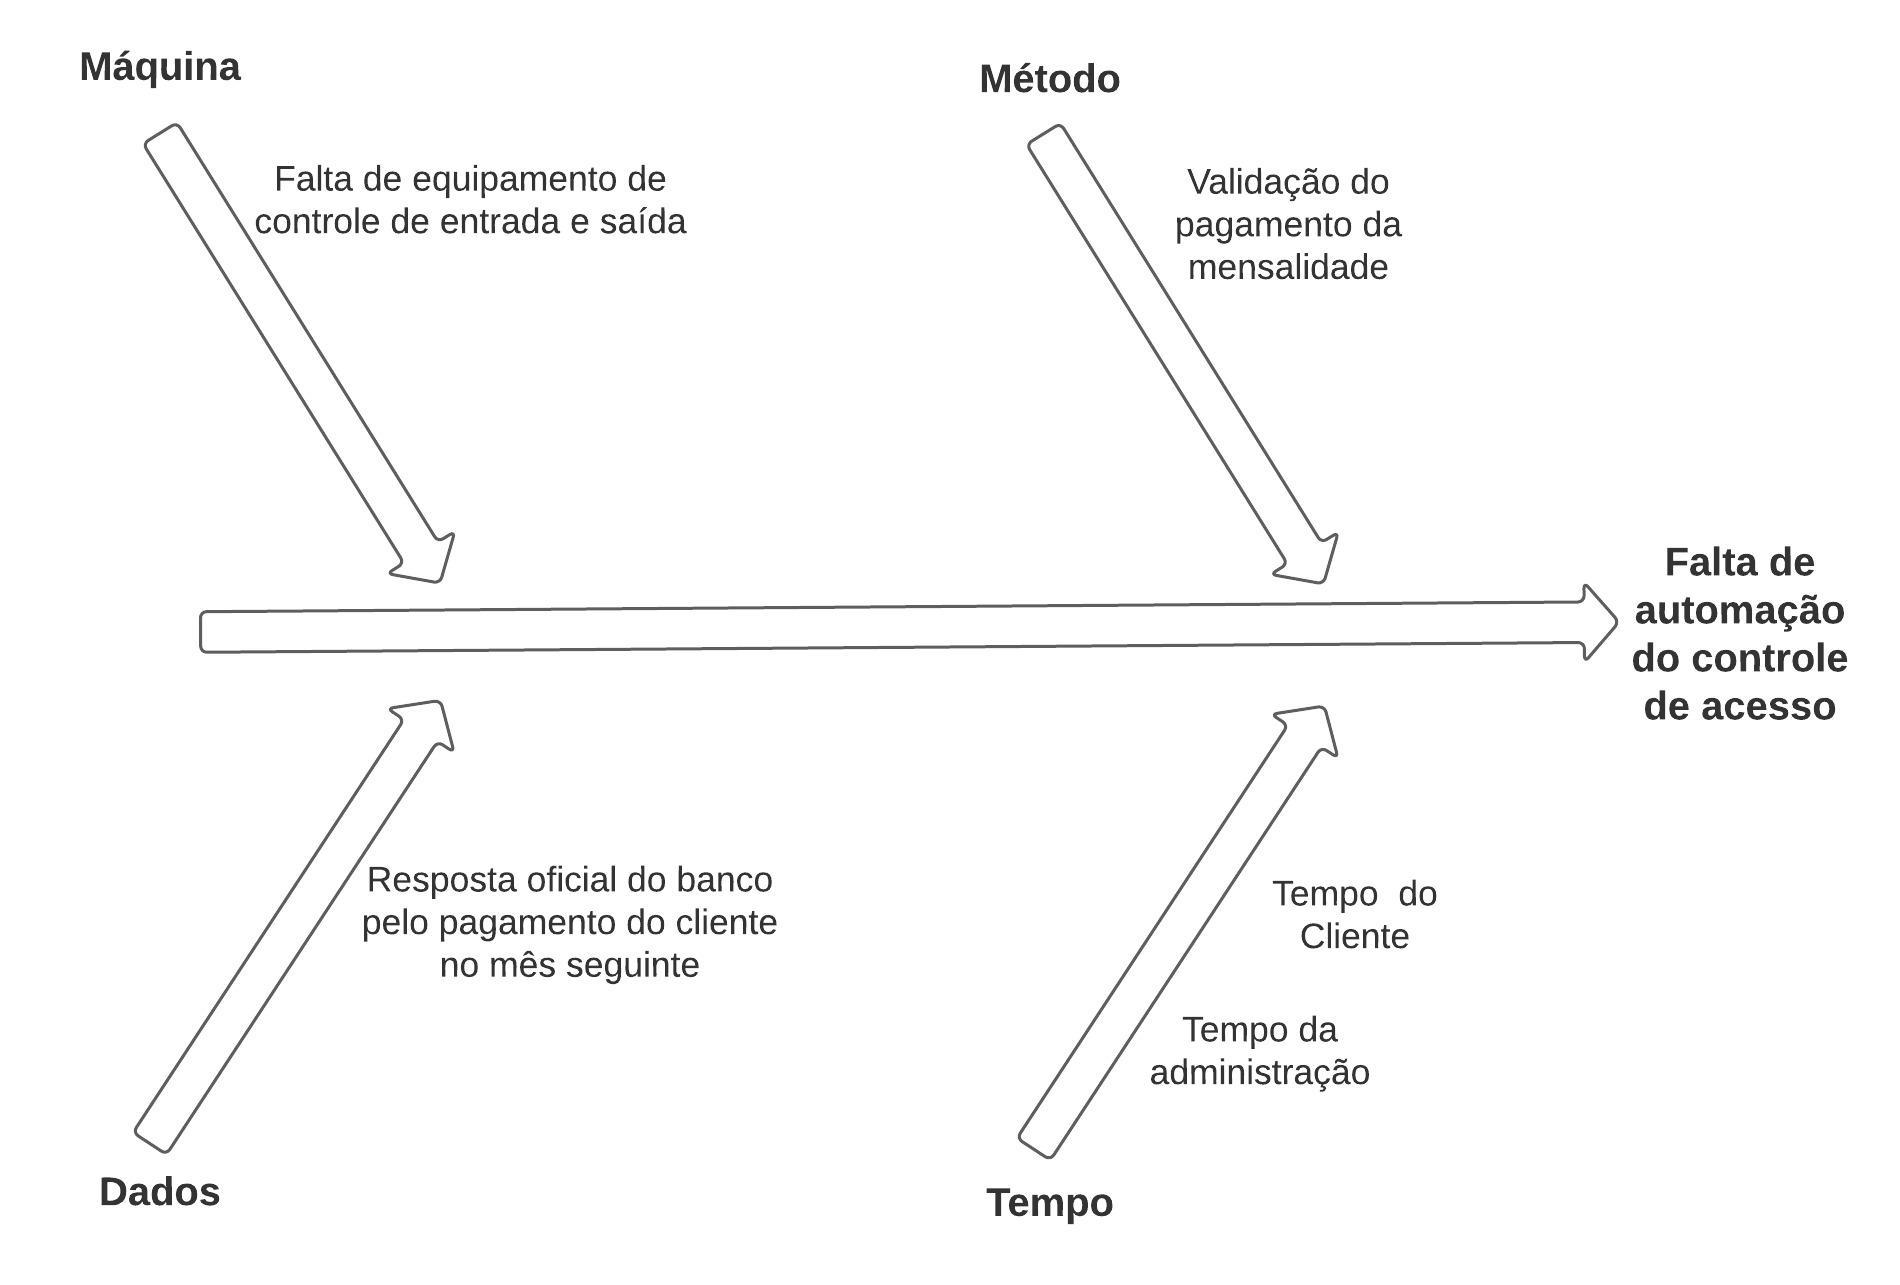 Máquina
Método
Falta de equipamento de
controle de entrada e saída
Validação do
pagamento da
mensalidade
Falta de
automação
do controle
de acesso
Resposta oficial do banco
pelo pagamento do cliente
no mês seguinte
Tempo  do
Cliente
Tempo da
administração
Dados
Tempo